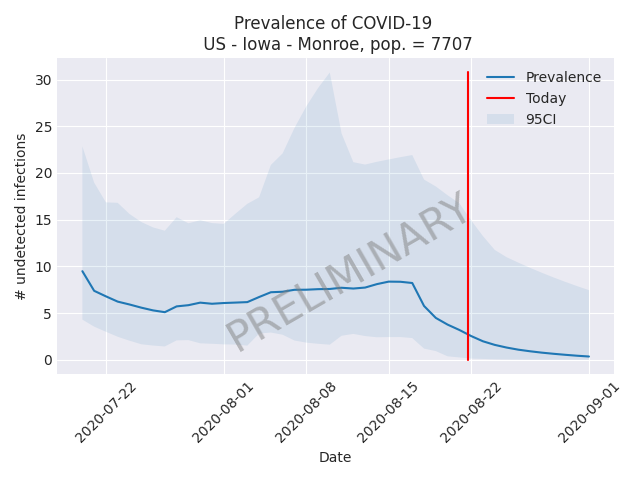 Prevalence of COVID-19
US - Iowa - Monroe, pop. = 7707
30
25
20
15
10
5
0
# undetected infections
Prevalence
Today
95CI
PRELIMINARY
2020-07-22
2020-08-01
2020-08-08
2020-08-15
2020-08-22
2020-09-01
Date